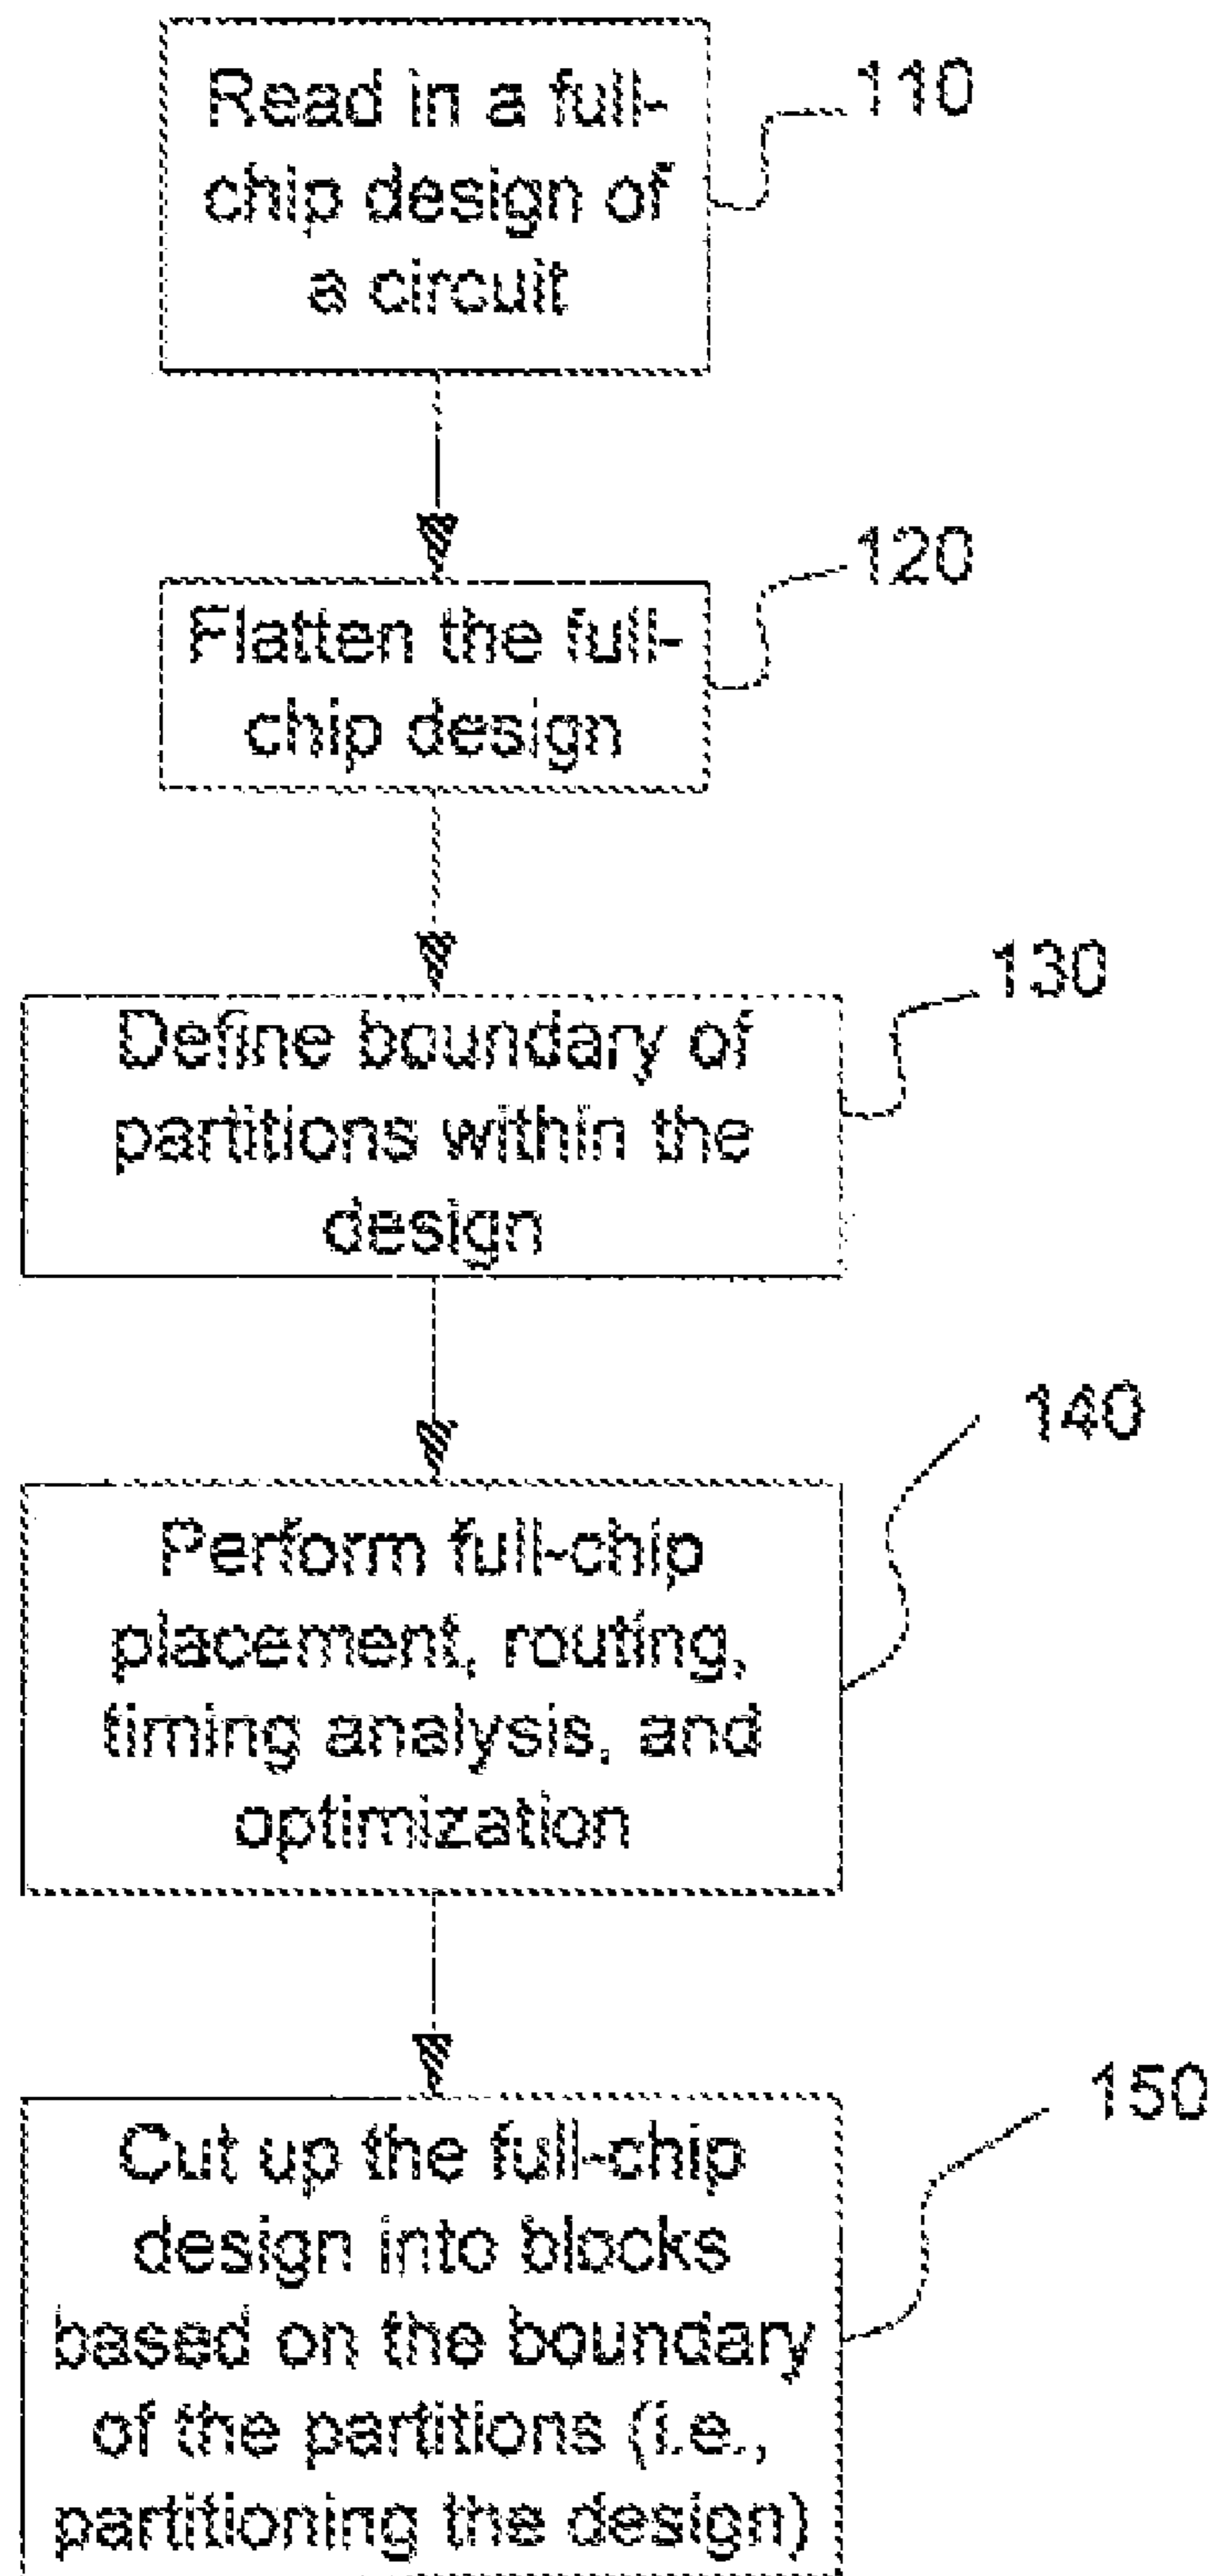 Read in a full-
chip design of
a circuit
110
Flatten the full-
chip design
120
Define boundary of
partitions within the
design
130
Perform full-chip
placement, routing,
timing analysis, and
optimization
140
Cut up the full-chip
design into blocks
based on the boundary
of the partitions (i.e.,
partitioning the design)
150